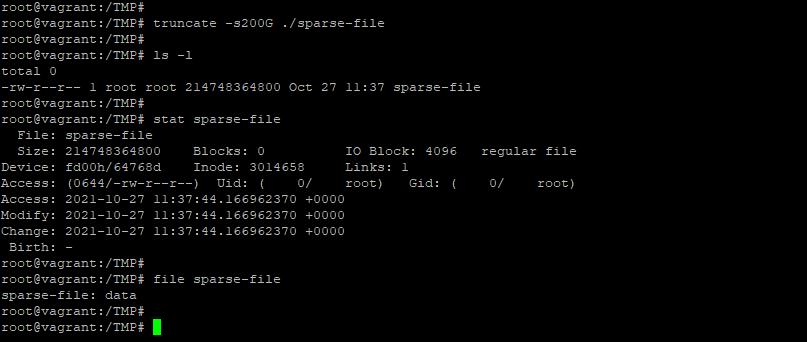 root@vagrant:/TMP#
root@vagrant:/TMP# truncate -s200G ./sparse-file
root@vagrant:/TMP#
root@vagrant:/TMP# ls -l
total 0
-rw-r--r-- 1 root root 214748364800 Oct 27 11:37 sparse-file
root@vagrant:/TMP#
root@vagrant:/TMP# stat sparse-file
  File: sparse-file
  Size: 214748364800    Blocks: 0          IO Block: 4096   regular file
Device: fd00h/64768d    Inode: 3014658     Links: 1
Access: (0644/-rw-r--r--)  Uid: (    0/    root)   Gid: (    0/    root)
Access: 2021-10-27 11:37:44.166962370 +0000
Modify: 2021-10-27 11:37:44.166962370 +0000
Change: 2021-10-27 11:37:44.166962370 +0000
 Birth: -
root@vagrant:/TMP#
root@vagrant:/TMP# file sparse-file
sparse-file: data
root@vagrant:/TMP#
root@vagrant:/TMP#